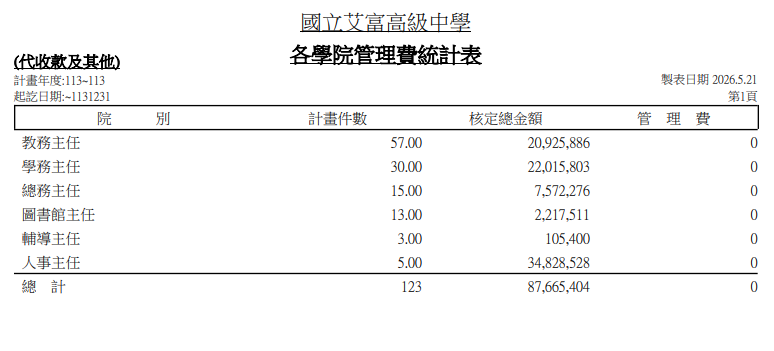 國立艾富高級中學
各學院管理費統計表
(代收款及其他)
計畫年度:113~113 製表日期 2026.5.21
起訖日期:~1131231 第1頁
院 別 計畫件數 核定總金額 管 理 費
教務主任 57.00 20,925,886 0
學務主任 30.00 22,015,803 0
總務主任 15.00 7,572,276 0
圖書館主任 13.00 2,217,511 0
輔導主任 3.00 105,400 0
人事主任 5.00 34,828,528 0
總 計 123 87,665,404 0